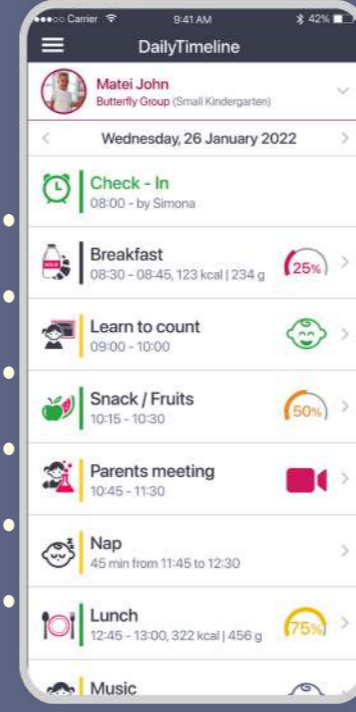 Carrier
9:41 AM
42%
DailyTimeline
Matei John
Butterfly Group (Small Kindergarten)
Wednesday, 26 January 2022
Check - In
08:00 - by Simona
Breakfast
08:30 - 08:45, 123 kcal | 234 g
25%
Learn to count
09:00 - 10:00
Snack / Fruits
10:15 - 10:30
50%
Parents meeting
10:45 - 11:30
Nap
45 min from 11:45 to 12:30
Lunch
12:45 - 13:00, 322 kcal | 456 g
75%
Music